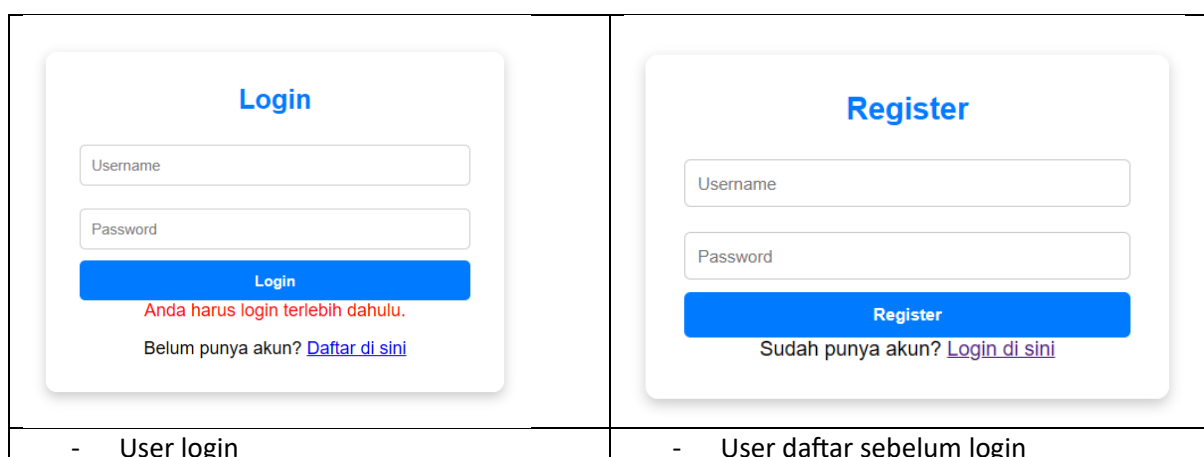 Login
Username
Password
Login
Anda harus login terlebih dahulu.
Belum punya akun? Daftar di sini
- User login
Register
Username
Password
Register
Sudah punya akun? Login di sini
- User daftar sebelum login